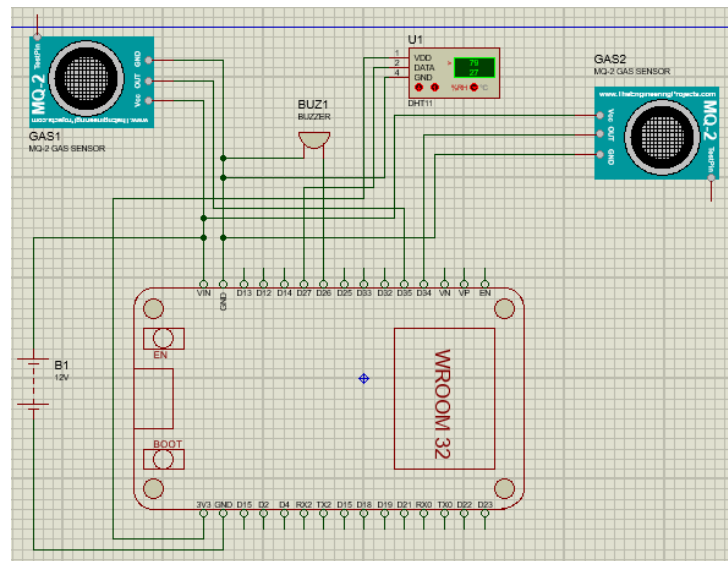 TestPin
MQ-2
GND
OUT
Vcc
www.TheEngineeringProjects.com
GAS1
MQ-2 GAS SENSOR
BUZ1
BUZZER
U1
1 VDD
2 DATA
4 GND
>
79
27
%RH °C
DHT11
GAS2
MQ-2 GAS SENSOR
www.TheEngineeringProjects.com
Vcc
OUT
GND
MQ-2
TestPin
VIN GND D13 D12 D14 D27 D26 D25 D33 D32 D35 D34 VN VP EN
EN
B1
12V
WROOM 32
BOOT
3V3 GND D15 D2 D4 RX2 TX2 D15 D18 D19 D21 RX0 TX0 D22 D23